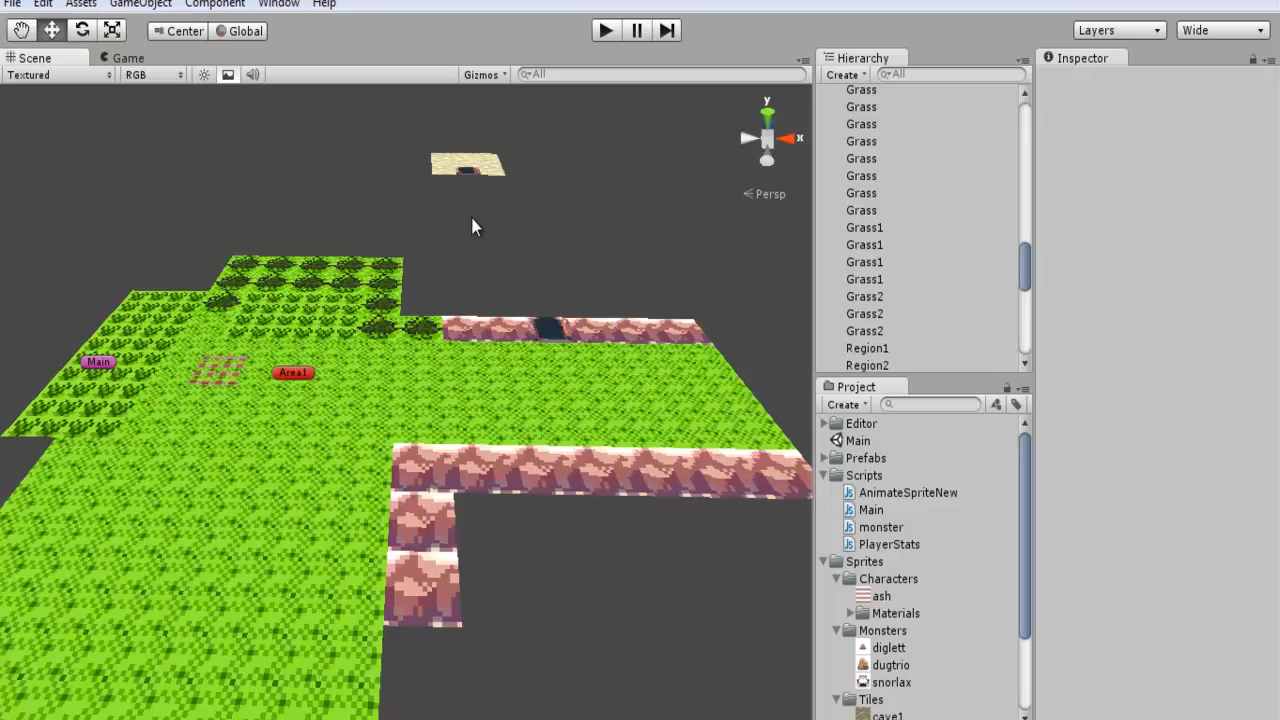 File Edit Assets GameObject Component Window Help
Center Global Layers Wide
Scene Game
Textured RGB Gizmos All
y
x
Persp
Main
Area1
Hierarchy
Create All
Grass
Grass
Grass
Grass
Grass
Grass
Grass
Grass
Grass1
Grass1
Grass1
Grass1
Grass2
Grass2
Grass2
Region1
Region2
Project
Create
Editor
Main
Prefabs
Scripts
AnimateSpriteNew
Main
monster
PlayerStats
Sprites
Characters
ash
Materials
Monsters
diglett
dugtrio
snorlax
Tiles
cave1
Inspector